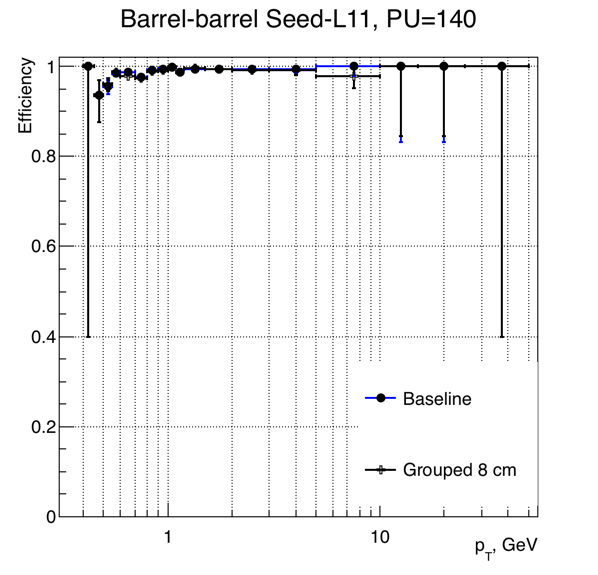 Barrel-barrel Seed-L11, PU=140
Efficiency
1
0.8
0.6
0.4
0.2
0
Baseline
Grouped 8 cm
1
10
p_T, GeV